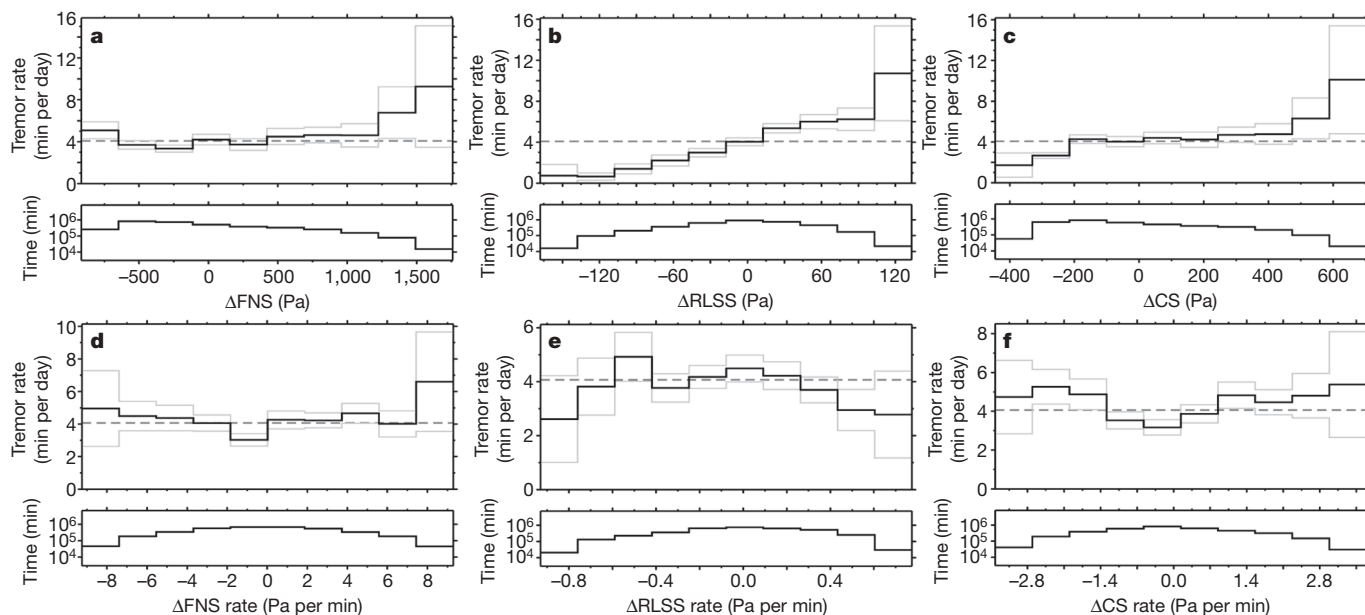 a
16
12
8
4
0
Tremor rate
(min per day)
10⁶
10⁵
10⁴
Time (min)
−500 0 500 1,000 1,500
ΔFNS (Pa)
b
16
12
8
4
0
Tremor rate
(min per day)
10⁶
10⁵
10⁴
Time (min)
−120 −60 0 60 120
ΔRLSS (Pa)
c
16
12
8
4
0
Tremor rate
(min per day)
10⁶
10⁵
10⁴
Time (min)
−400 −200 0 200 400 600
ΔCS (Pa)
d
10
8
6
4
2
0
Tremor rate
(min per day)
10⁶
10⁵
10⁴
Time (min)
−8 −6 −4 −2 0 2 4 6 8
ΔFNS rate (Pa per min)
e
6
4
2
0
Tremor rate
(min per day)
10⁶
10⁵
10⁴
Time (min)
−0.8 −0.4 0.0 0.4
ΔRLSS rate (Pa per min)
f
8
6
4
2
0
Tremor rate
(min per day)
10⁶
10⁵
10⁴
Time (min)
−2.8 −1.4 0.0 1.4 2.8
ΔCS rate (Pa per min)